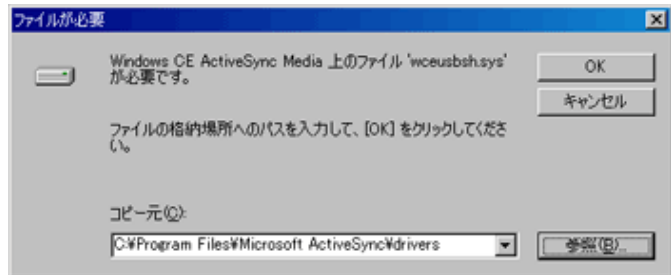 ファイルが必要
Windows CE ActiveSync Media 上のファイル 'wceusbsh.sys'
が必要です。
OK
キャンセル
ファイルの格納場所へのパスを入力して、[OK] をクリックしてくださ
い。
コピー元(C):
C:¥Program Files¥Microsoft ActiveSync¥drivers
参照(B)...